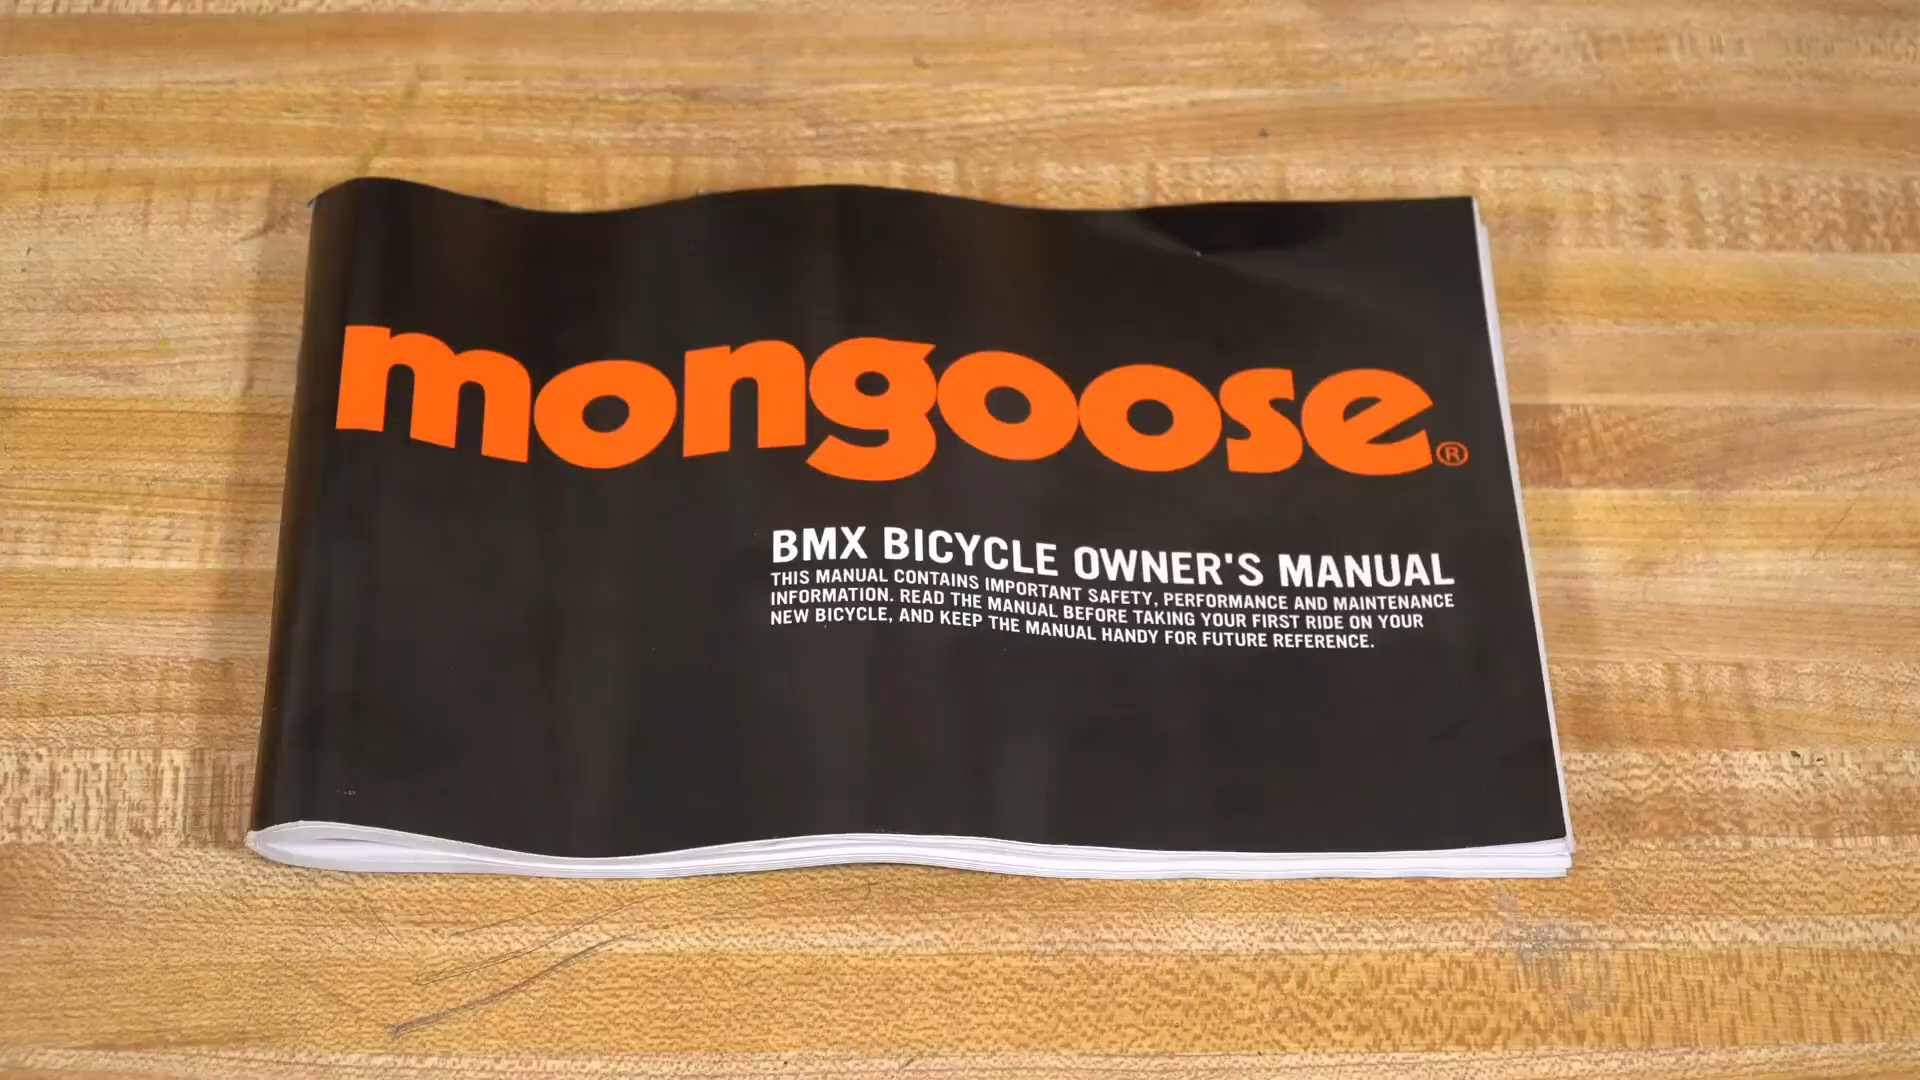 mongoose®
BMX BICYCLE OWNER'S MANUAL
THIS MANUAL CONTAINS IMPORTANT SAFETY, PERFORMANCE AND MAINTENANCE
INFORMATION. READ THE MANUAL BEFORE TAKING YOUR FIRST RIDE ON YOUR
NEW BICYCLE, AND KEEP THE MANUAL HANDY FOR FUTURE REFERENCE.